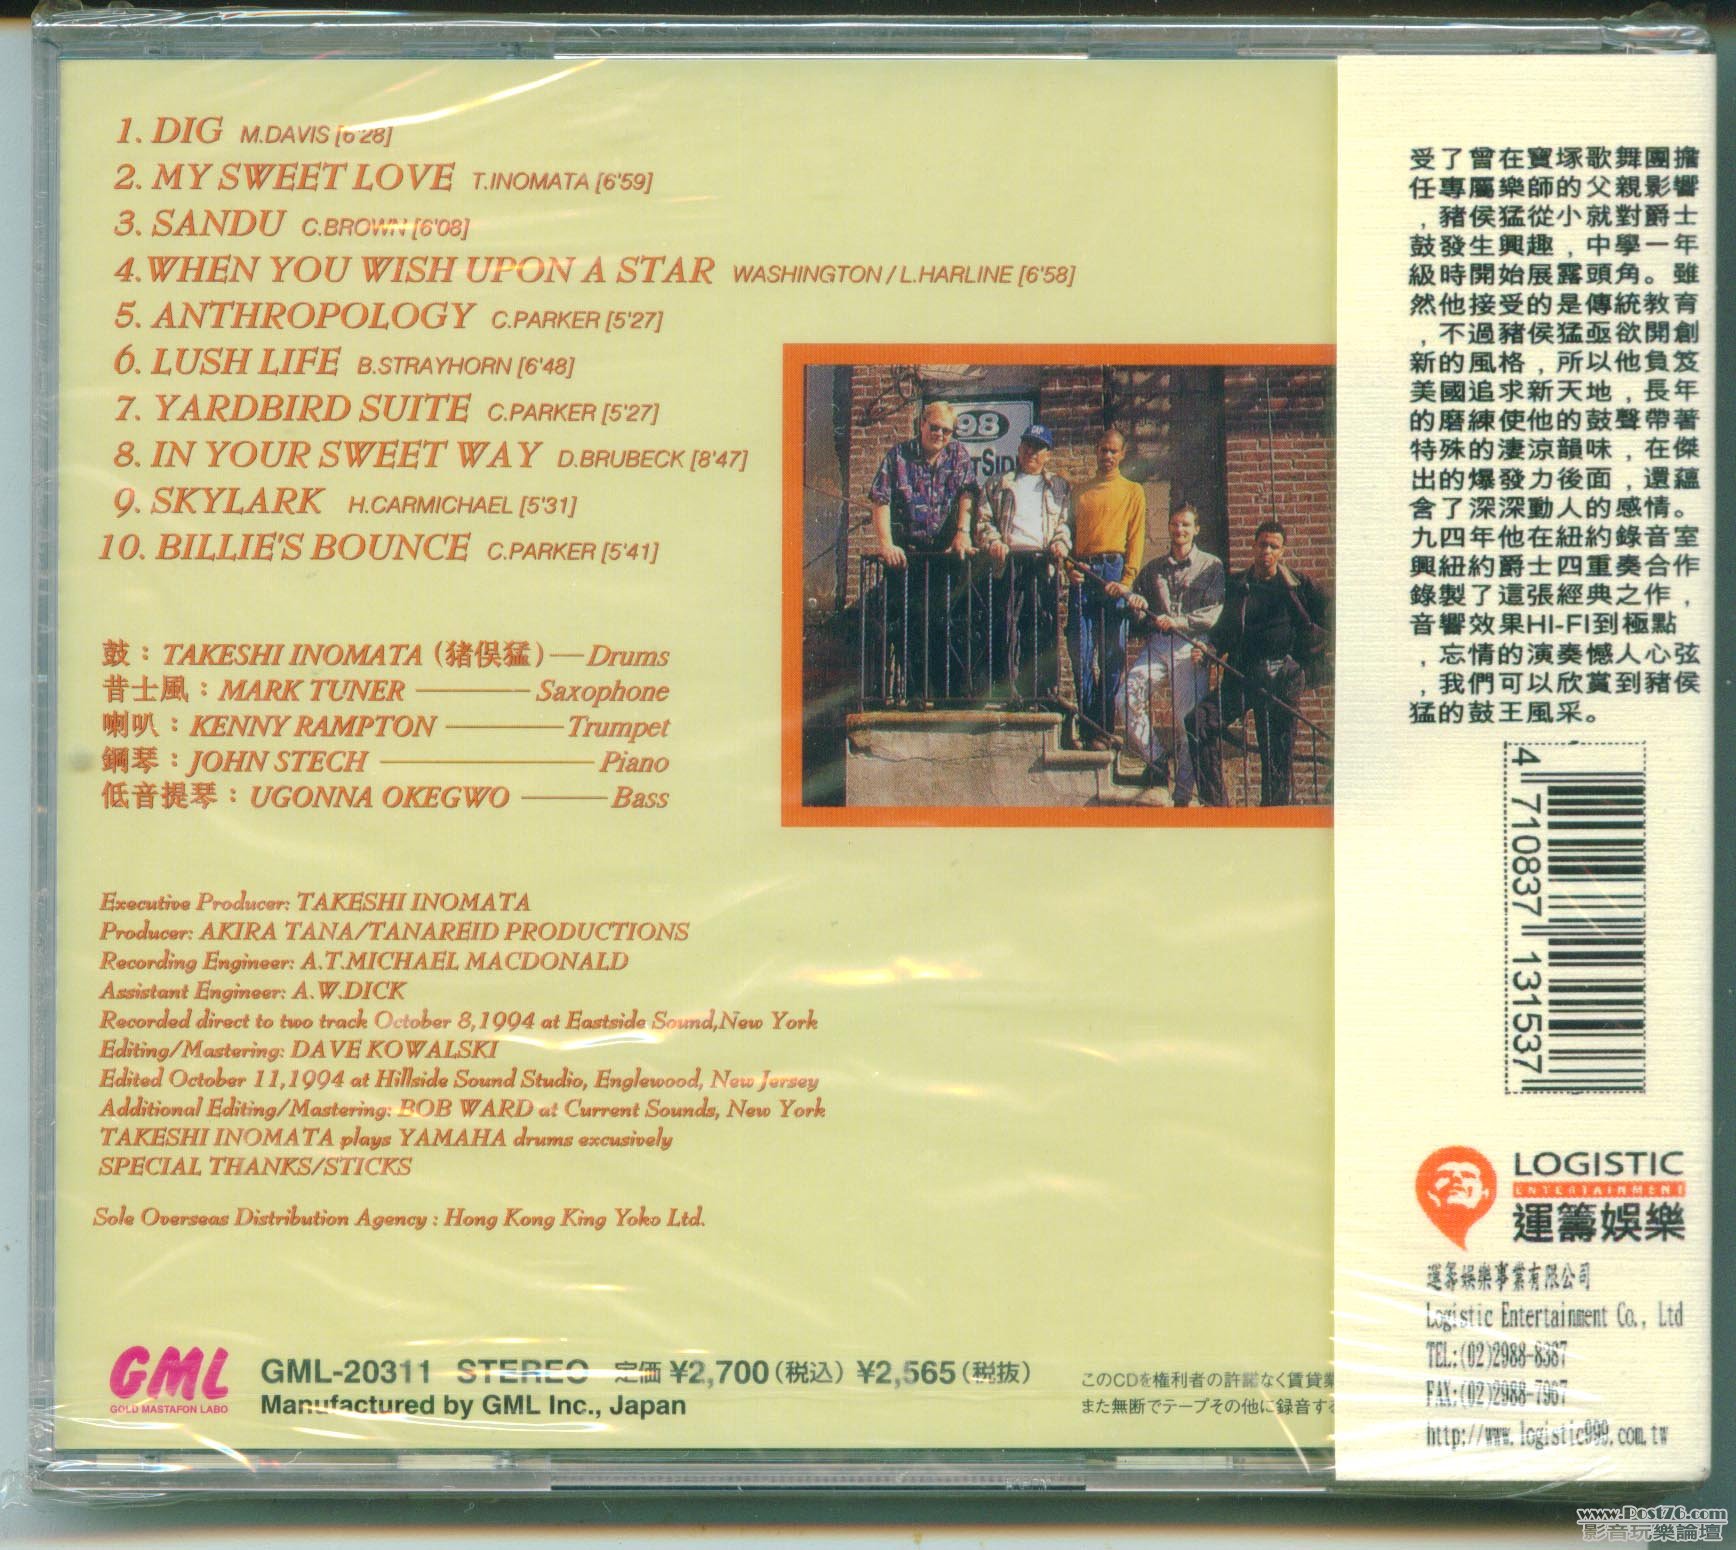 1. DIG M.DAVIS [6'28]
2. MY SWEET LOVE T.INOMATA [6'59]
3. SANDU C.BROWN [6'08]
4. WHEN YOU WISH UPON A STAR WASHINGTON / L.HARLINE [6'58]
5. ANTHROPOLOGY C.PARKER [5'27]
6. LUSH LIFE B.STRAYHORN [6'48]
7. YARDBIRD SUITE C.PARKER [5'27]
8. IN YOUR SWEET WAY D.BRUBECK [8'47]
9. SKYLARK H.CARMICHAEL [5'31]
10. BILLIE'S BOUNCE C.PARKER [5'41]
鼓：TAKESHI INOMATA (豬俣猛)—Drums
昔士風：MARK TUNER ——— Saxophone
喇叭：KENNY RAMPTON ——— Trumpet
鋼琴：JOHN STECH ——— Piano
低音提琴：UGONNA OKEGWO ——— Bass
Executive Producer: TAKESHI INOMATA
Producer: AKIRA TANA/TANAREID PRODUCTIONS
Recording Engineer: A.T.MICHAEL MACDONALD
Assistant Engineer: A.W.DICK
Recorded direct to two track October 8,1994 at Eastside Sound,New York
Editing/Mastering: DAVE KOWALSKI
Edited October 11,1994 at Hillside Sound Studio, Englewood, New Jersey
Additional Editing/Mastering: BOB WARD at Current Sounds, New York
TAKESHI INOMATA plays YAMAHA drums excusively
SPECIAL THANKS/STICKS
Sole Overseas Distribution Agency : Hong Kong King Yoko Ltd.
GML
GOLD MASTAFON LABO
GML-20311 STEREO 定価 ¥2,700(税込) ¥2,565(税抜)
Manufactured by GML Inc., Japan
このCDを権利者の許諾なく賃貸業
また無断でテープその他に録音する
98
受了曾在寶塚歌舞團擔
任專屬樂師的父親影響
，豬侯猛從小就對爵士
鼓發生興趣，中學一年
級時開始展露頭角。雖
然他接受的是傳統教育
，不過豬侯猛亟欲開創
新的風格，所以他負笈
美國追求新天地，長年
的磨練使他的鼓聲帶著
特殊的淒涼韻味，在傑
出的爆發力後面，還蘊
含了深深動人的感情。
九四年他在紐約錄音室
興紐約爵士四重奏合作
錄製了這張經典之作，
音響效果HI-FI到極點
，忘情的演奏憾人心弦
，我們可以欣賞到豬侯
猛的鼓王風采。
4 710837 131537
LOGISTIC
ENTERTAINMENT
運籌娛樂
運籌娛樂事業有限公司
Logistic Entertainment Co., Ltd
TEL:(02)2988-8367
FAX:(02)2988-7967
http://www.logistic999.com.tw
www.Post76.com
影音玩樂論壇